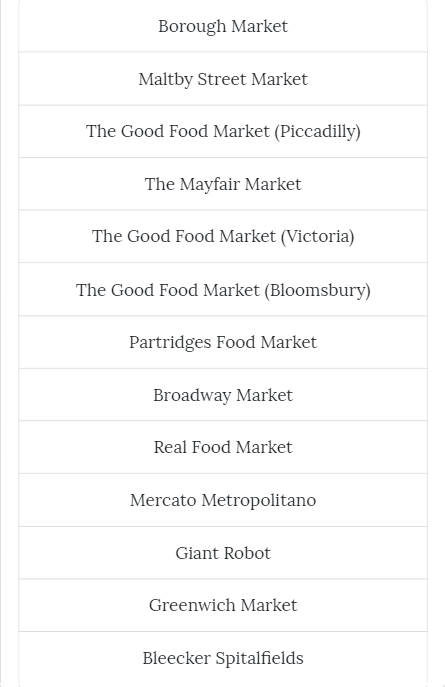 Borough Market
Maltby Street Market
The Good Food Market (Piccadilly)
The Mayfair Market
The Good Food Market (Victoria)
The Good Food Market (Bloomsbury)
Partridges Food Market
Broadway Market
Real Food Market
Mercato Metropolitano
Giant Robot
Greenwich Market
Bleecker Spitalfields